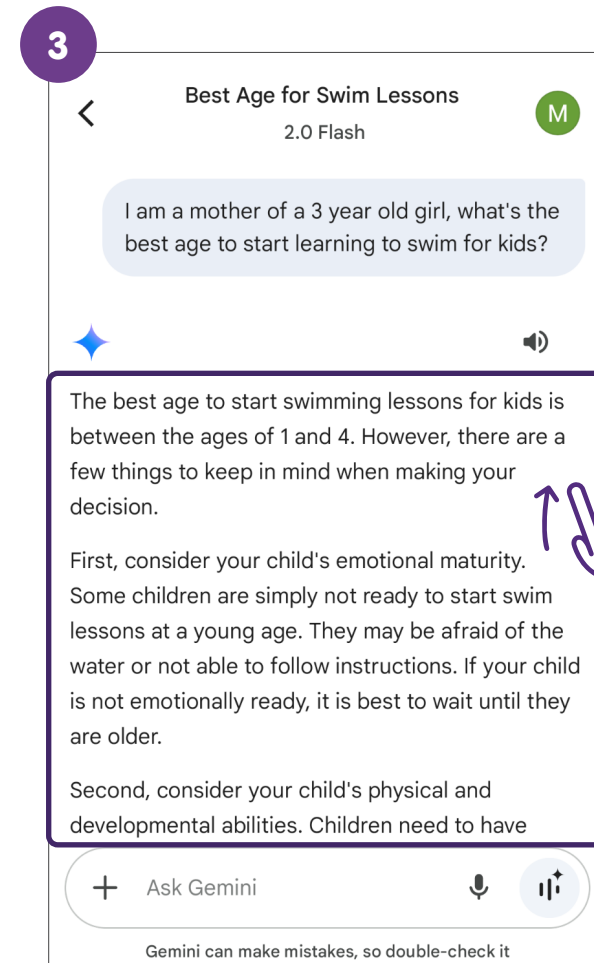 3
Best Age for Swim Lessons
2.0 Flash
M
I am a mother of a 3 year old girl, what's the
best age to start learning to swim for kids?
The best age to start swimming lessons for kids is
between the ages of 1 and 4. However, there are a
few things to keep in mind when making your
decision.
First, consider your child's emotional maturity.
Some children are simply not ready to start swim
lessons at a young age. They may be afraid of the
water or not able to follow instructions. If your child
is not emotionally ready, it is best to wait until they
are older.
Second, consider your child's physical and
developmental abilities. Children need to have
Ask Gemini
Gemini can make mistakes, so double-check it